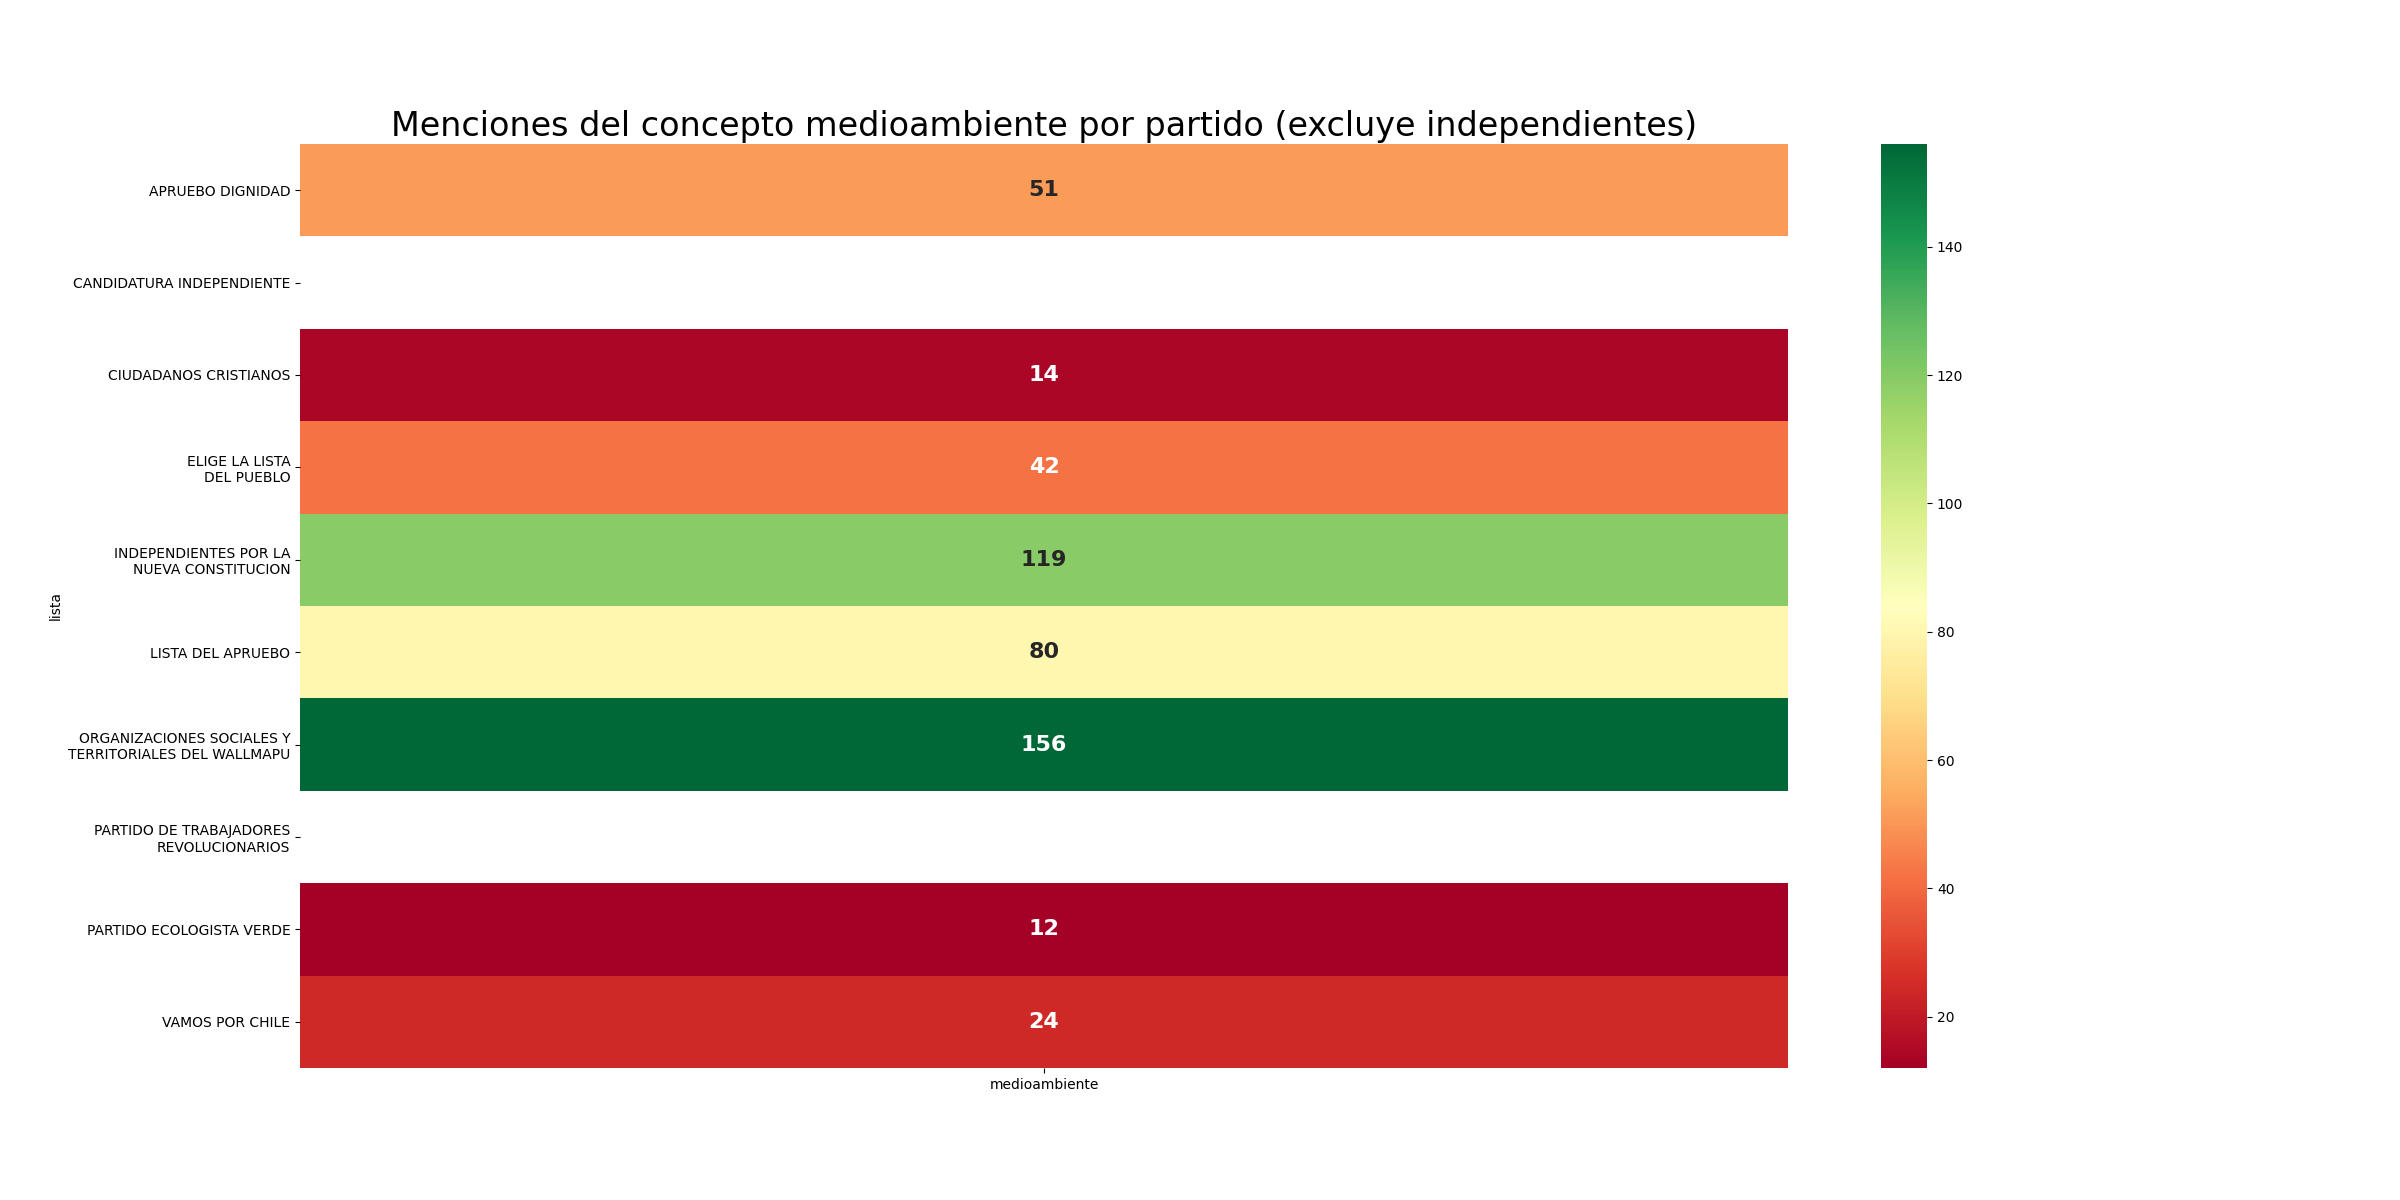 Menciones del concepto medioambiente por partido (excluye independientes)
APRUEBO DIGNIDAD
51
CANDIDATURA INDEPENDIENTE
CIUDADANOS CRISTIANOS
14
ELIGE LA LISTA
DEL PUEBLO
42
INDEPENDIENTES POR LA
NUEVA CONSTITUCION
119
LISTA DEL APRUEBO
80
ORGANIZACIONES SOCIALES Y
TERRITORIALES DEL WALLMAPU
156
PARTIDO DE TRABAJADORES
REVOLUCIONARIOS
PARTIDO ECOLOGISTA VERDE
12
VAMOS POR CHILE
24
lista
medioambiente
140
120
100
80
60
40
20